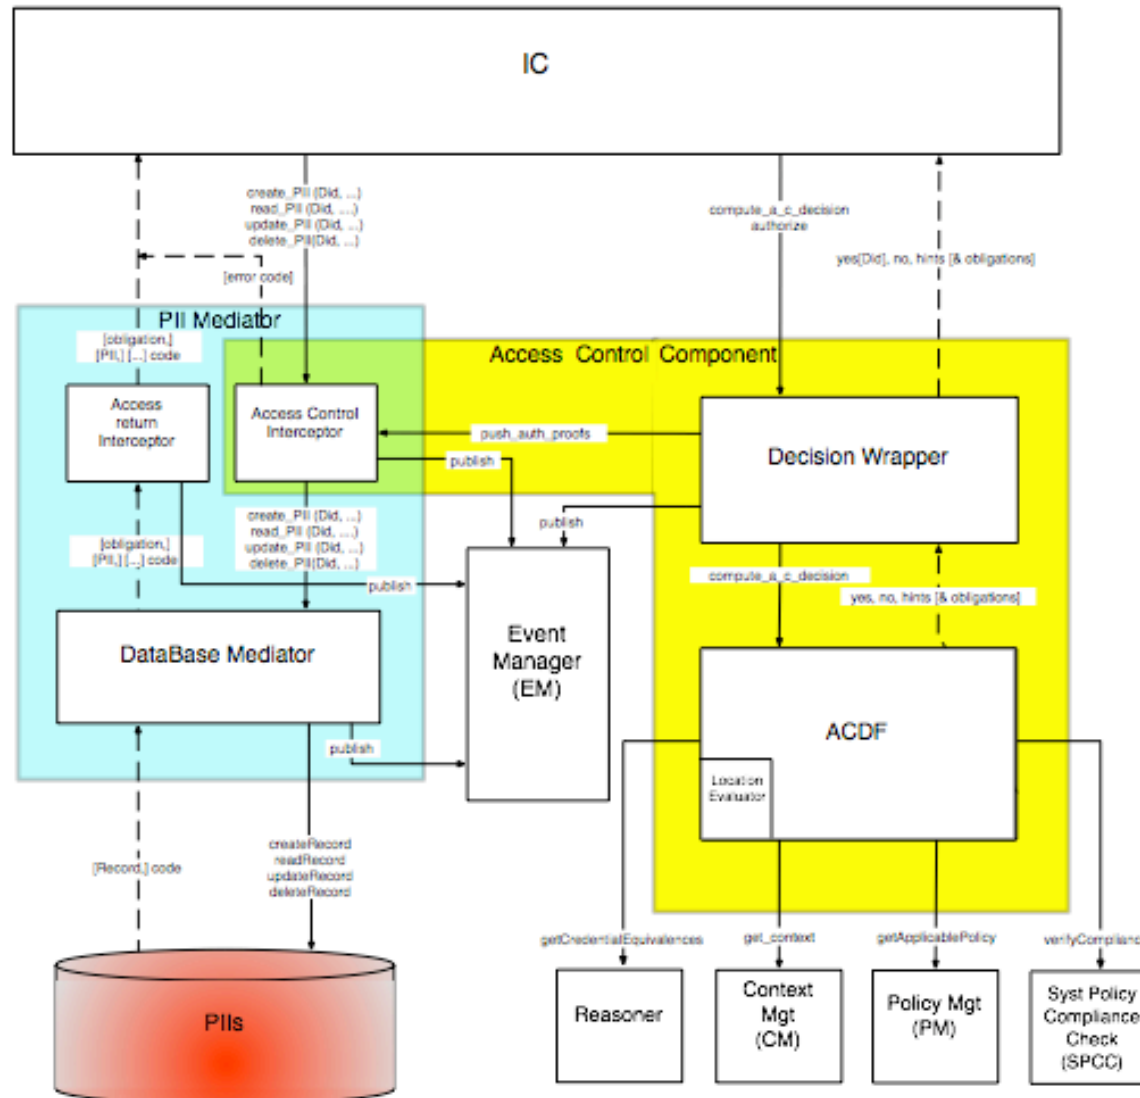 IC
create_PII (Did, ...)
read_PII (Did, ....)
update_PII (Did, ...)
delete_PII(Did, ...)
compute_a_c_decision
authorize
yes[Did], no, hints [& obligations]
[error code]
PII Mediator
[obligation,]
[PII,] [...] code
Access Control Component
Access
return
Interceptor
Access Control
Interceptor
push_auth_proofs
publish
Decision Wrapper
create_PII (Did, ...)
read_PII (Did, ....)
update_PII (Did, ...)
delete_PII(Did, ...)
publish
[obligation,]
[PII,] [...] code
publish
compute_a_c_decision
yes, no, hints [& obligations]
DataBase Mediator
Event
Manager
(EM)
publish
ACDF
Location
Evaluator
createRecord
readRecord
updateRecord
deleteRecord
[Record,] code
getCredentialEquivalences
get_context
getApplicablePolicy
verifyComplianc
PIIs
Reasoner
Context
Mgt
(CM)
Policy Mgt
(PM)
Syst Policy
Compliance
Check
(SPCC)